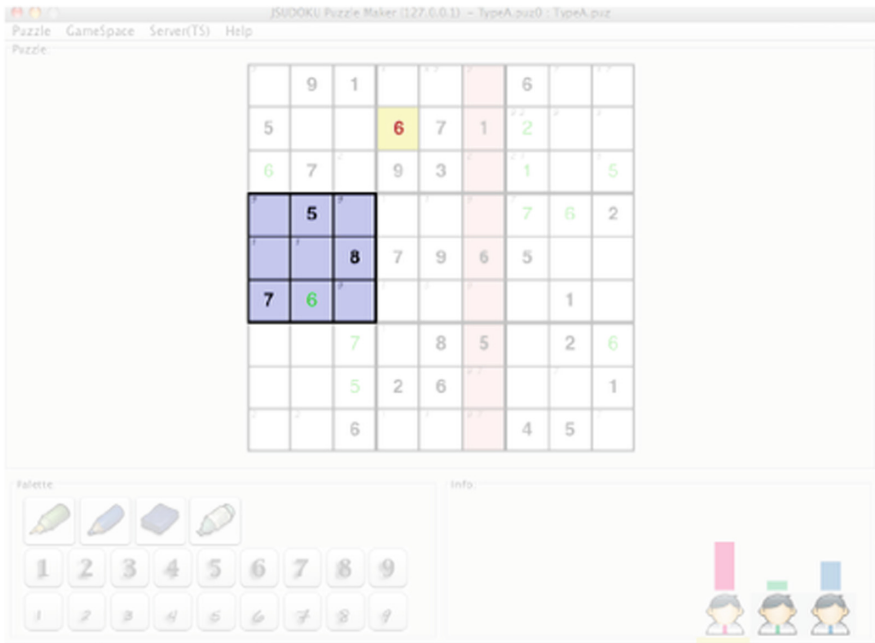 JSUDOKU Puzzle Maker (127.0.0.1) - TypeA.puz0 : TypeA.puz
Puzzle GameSpace Server(TS) Help
Puzzle:
9 1 6
5 6 7 1 2
6 7 9 3 1 5
5 7 6 2
8 7 9 6 5
7 6 1
7 8 5 2 6
5 2 6 1
6 4 5
Palette Info:
1 2 3 4 5 6 7 8 9
1 2 3 4 5 6 7 8 9